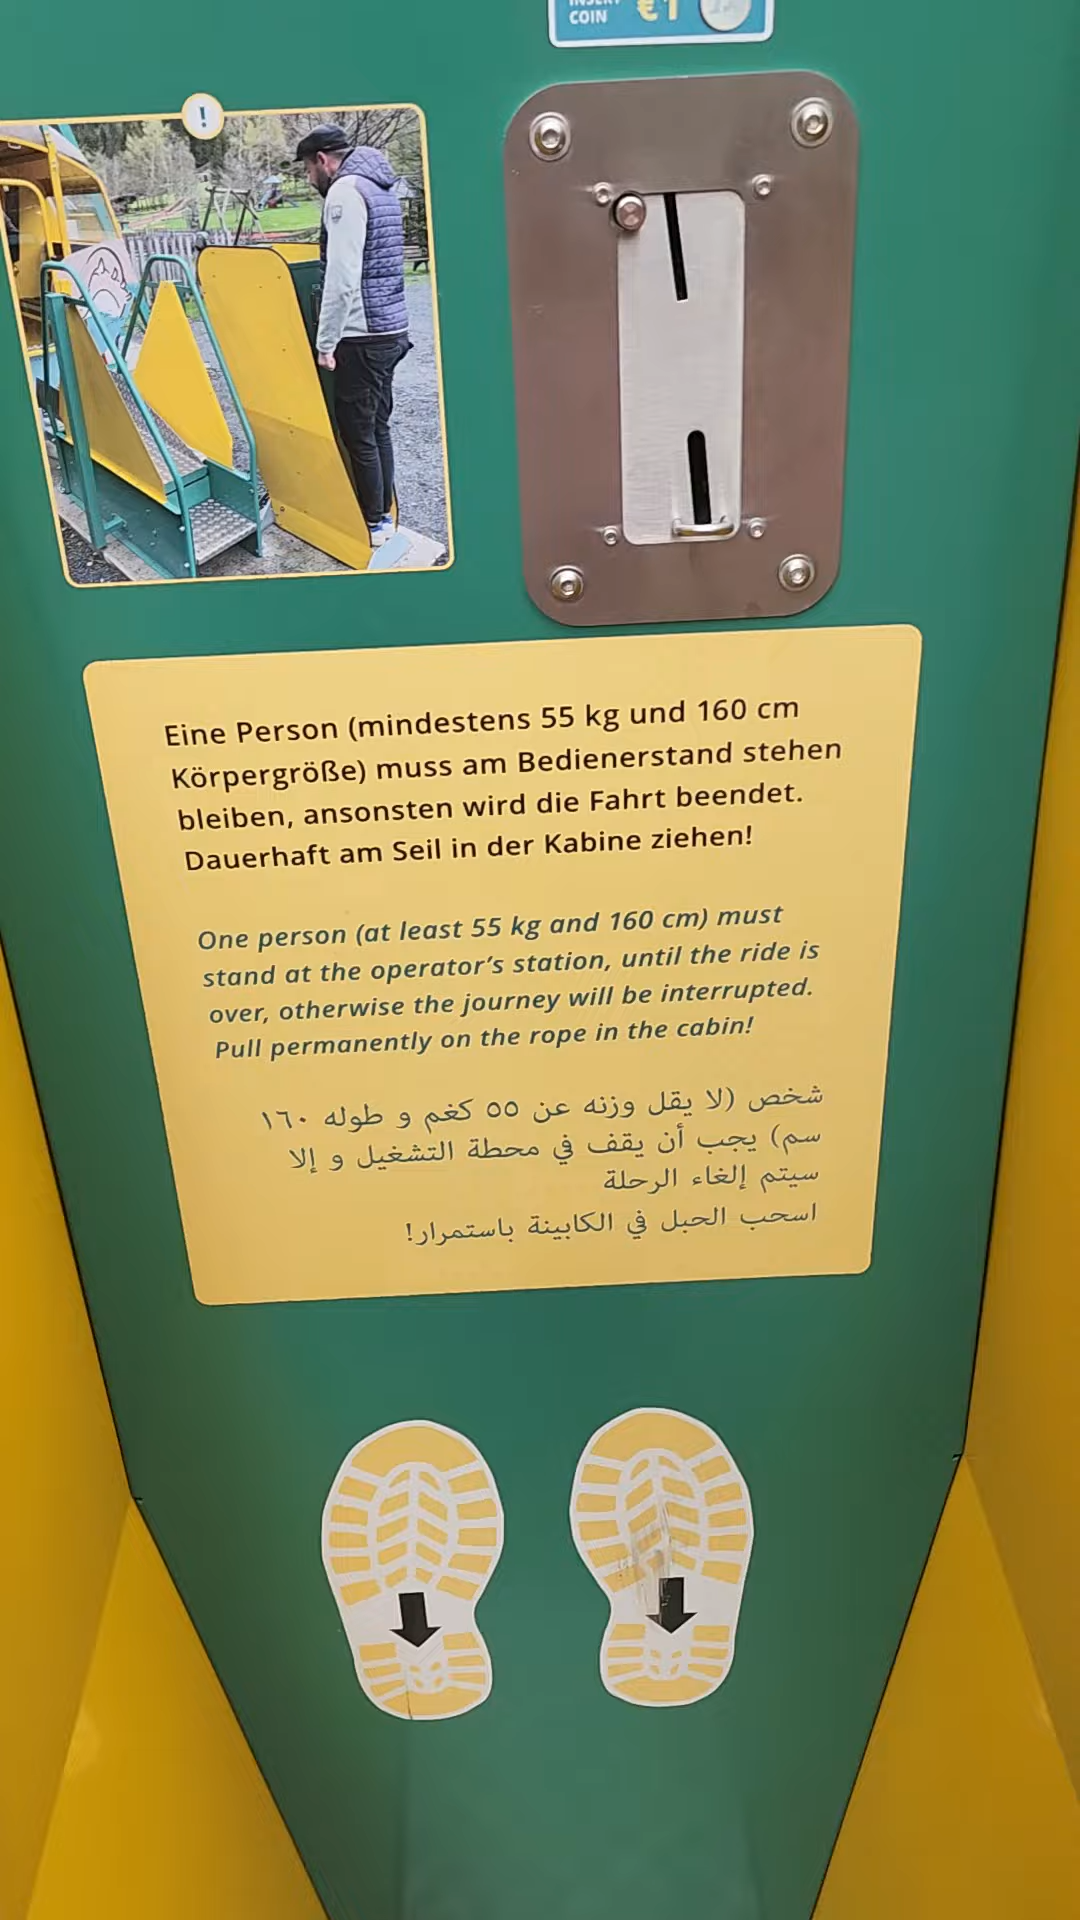 INSERT
COIN €1
!
Eine Person (mindestens 55 kg und 160 cm
Körpergröße) muss am Bedienerstand stehen
bleiben, ansonsten wird die Fahrt beendet.
Dauerhaft am Seil in der Kabine ziehen!
One person (at least 55 kg and 160 cm) must
stand at the operator's station, until the ride is
over, otherwise the journey will be interrupted.
Pull permanently on the rope in the cabin!
شخص (لا يقل وزنه عن ٥٥ كغم و طوله ١٦٠
سم) يجب أن يقف في محطة التشغيل و إلا
سيتم إلغاء الرحلة
اسحب الحبل في الكابينة باستمرار!